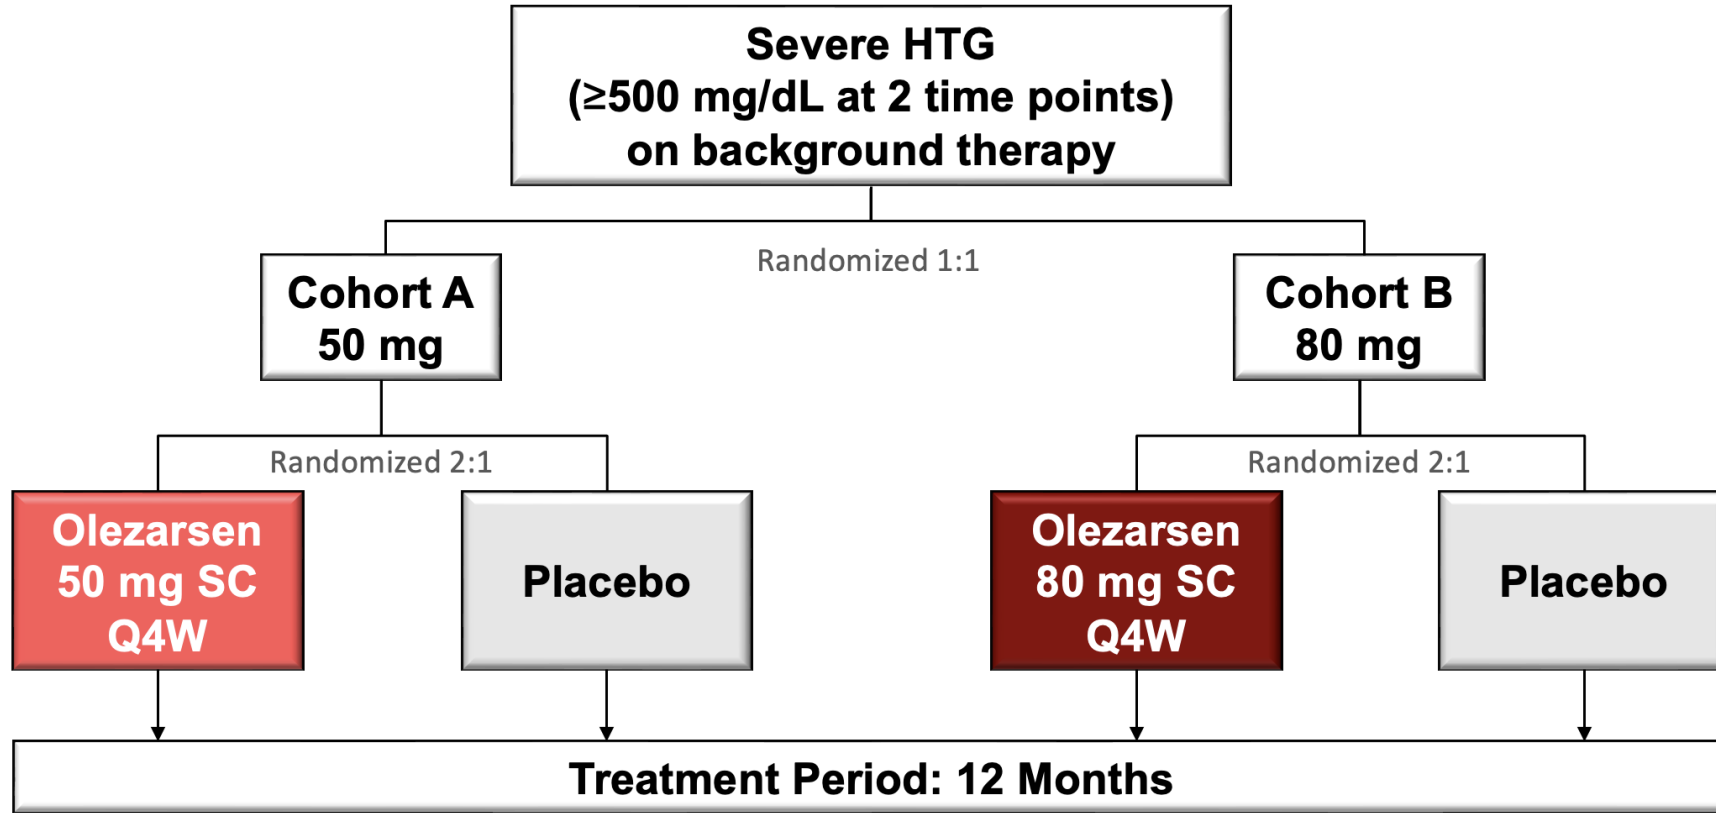 Severe HTG
(≥500 mg/dL at 2 time points)
on background therapy
Randomized 1:1
Cohort A
50 mg
Cohort B
80 mg
Randomized 2:1
Randomized 2:1
Olezarsen
50 mg SC
Q4W
Placebo
Olezarsen
80 mg SC
Q4W
Placebo
Treatment Period: 12 Months